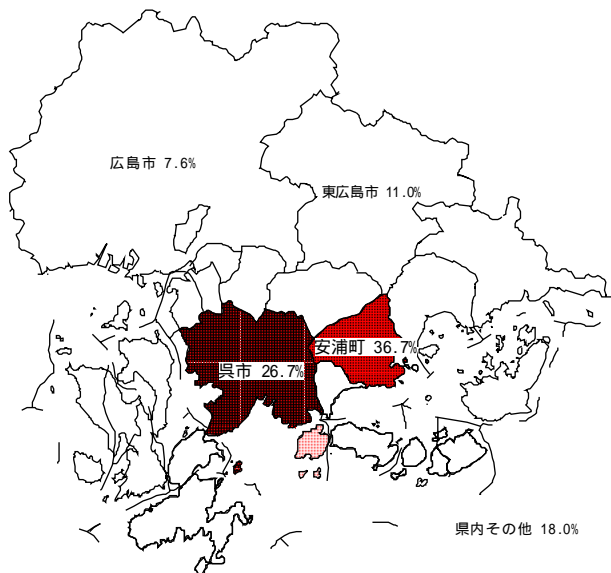 広島市 7.6%
東広島市 11.0%
安浦町 36.7%
呉市 26.7%
県内その他 18.0%